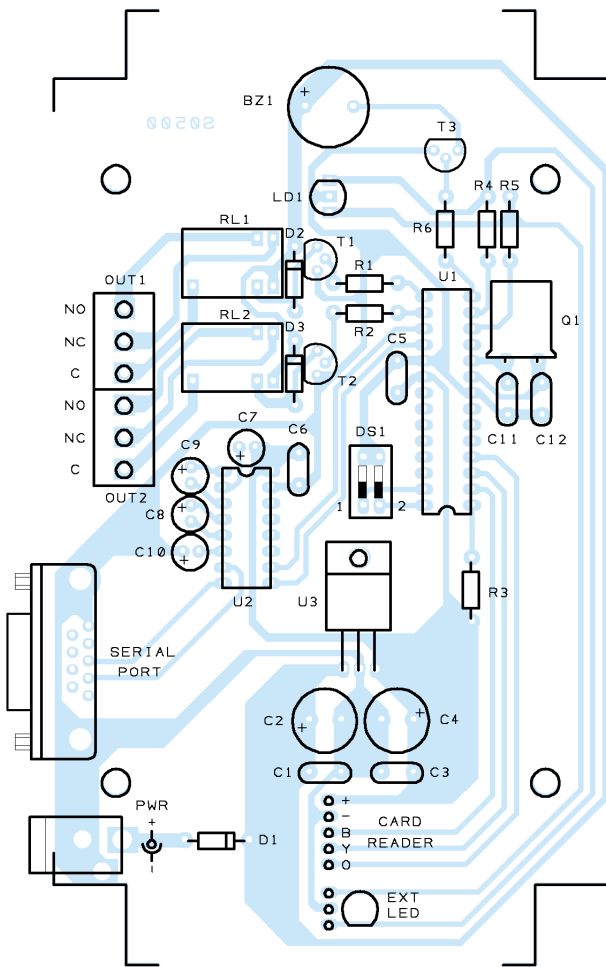 BZ1
00502
T3
LD1
R4 R5
RL1
D2
T1
R6
U1
R1
OUT1
NO
RL2
R2
Q1
NC
D3
C5
C
T2
NO
C7
C6
DS1
C11 C12
NC
C9
C
OUT2
1 2
C8
C10
U2
U3
R3
SERIAL
PORT
C2
C4
C1
C3
PWR
+
-
CARD
B
READER
Y
O
D1
EXT
LED